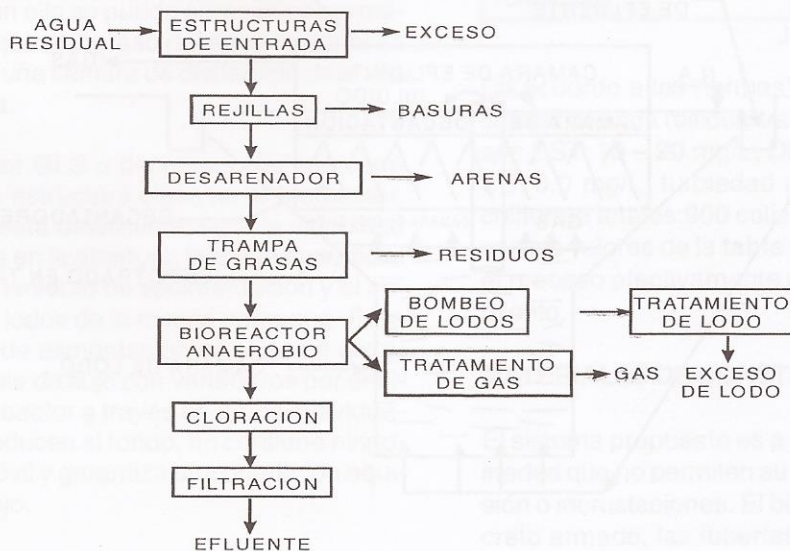 AGUA
RESIDUAL
ESTRUCTURAS
DE ENTRADA
EXCESO
REJILLAS
BASURAS
DESARENADOR
ARENAS
TRAMPA
DE GRASAS
RESIDUOS
BIOREACTOR
ANAEROBIO
BOMBEO
DE LODOS
TRATAMIENTO
DE LODO
TRATAMIENTO
DE GAS
GAS
EXCESO
DE LODO
CLORACION
FILTRACION
EFLUENTE